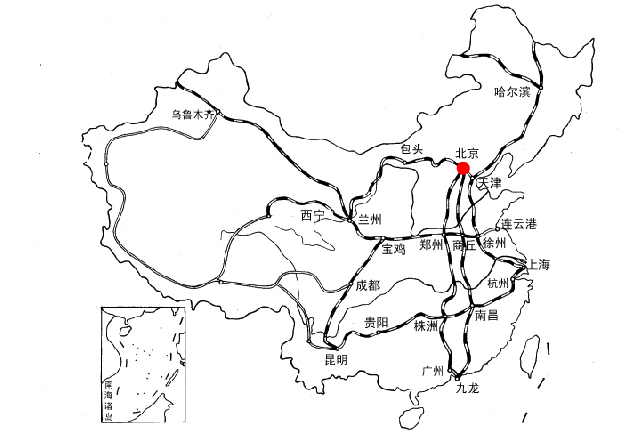 哈尔滨
乌鲁木齐
包头
北京
天津
西宁
兰州
连云港
宝鸡
郑州
商丘
徐州
上海
成都
杭州
贵阳
株洲
南昌
昆明
广州
九龙
南海诸岛